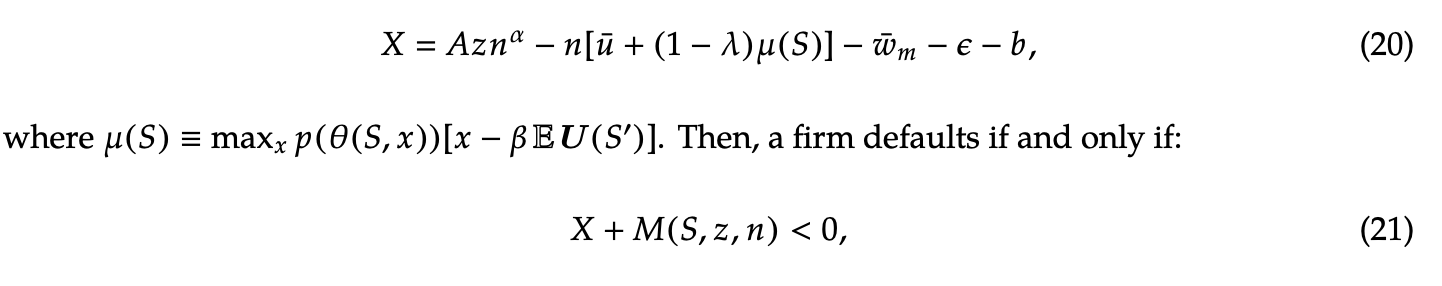 X = Azn^α − n[ū + (1 − λ)μ(S)] − w̄_m − ϵ − b, (20)
where μ(S) ≡ max_x p(θ(S, x))[x − β 𝔼 𝑼(S′)]. Then, a firm defaults if and only if:
X + M(S, z, n) < 0, (21)